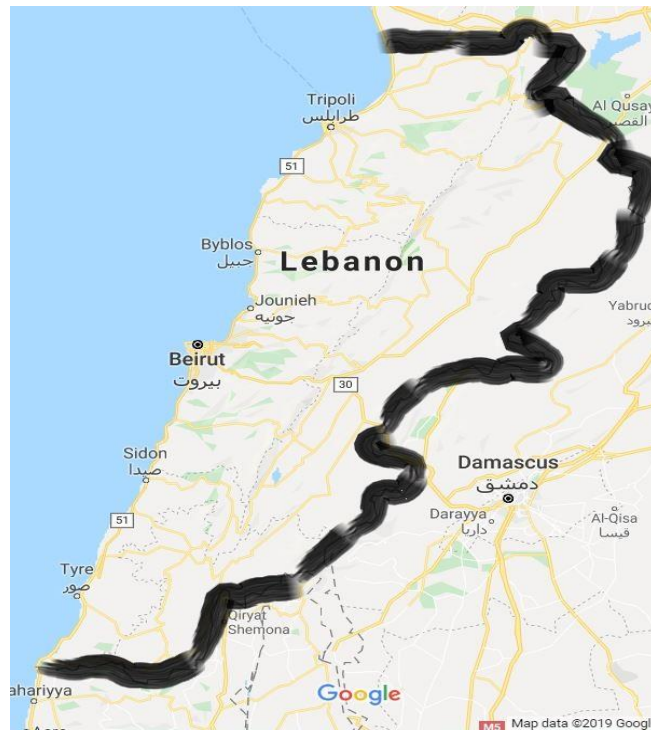 Tripoli
طرابلس
Al Qusay
القصير
51
Byblos
جبيل
Lebanon
Jounieh
جونيه
Yabrud
يبرود
Beirut
بيروت
30
Sidon
صيدا
Damascus
دمشق
Darayya
داريا
Al-Qisa
قيسا
51
Tyre
صور
Qiryat
Shemona
ahariyya
Google
M5
Map data ©2019 Googl